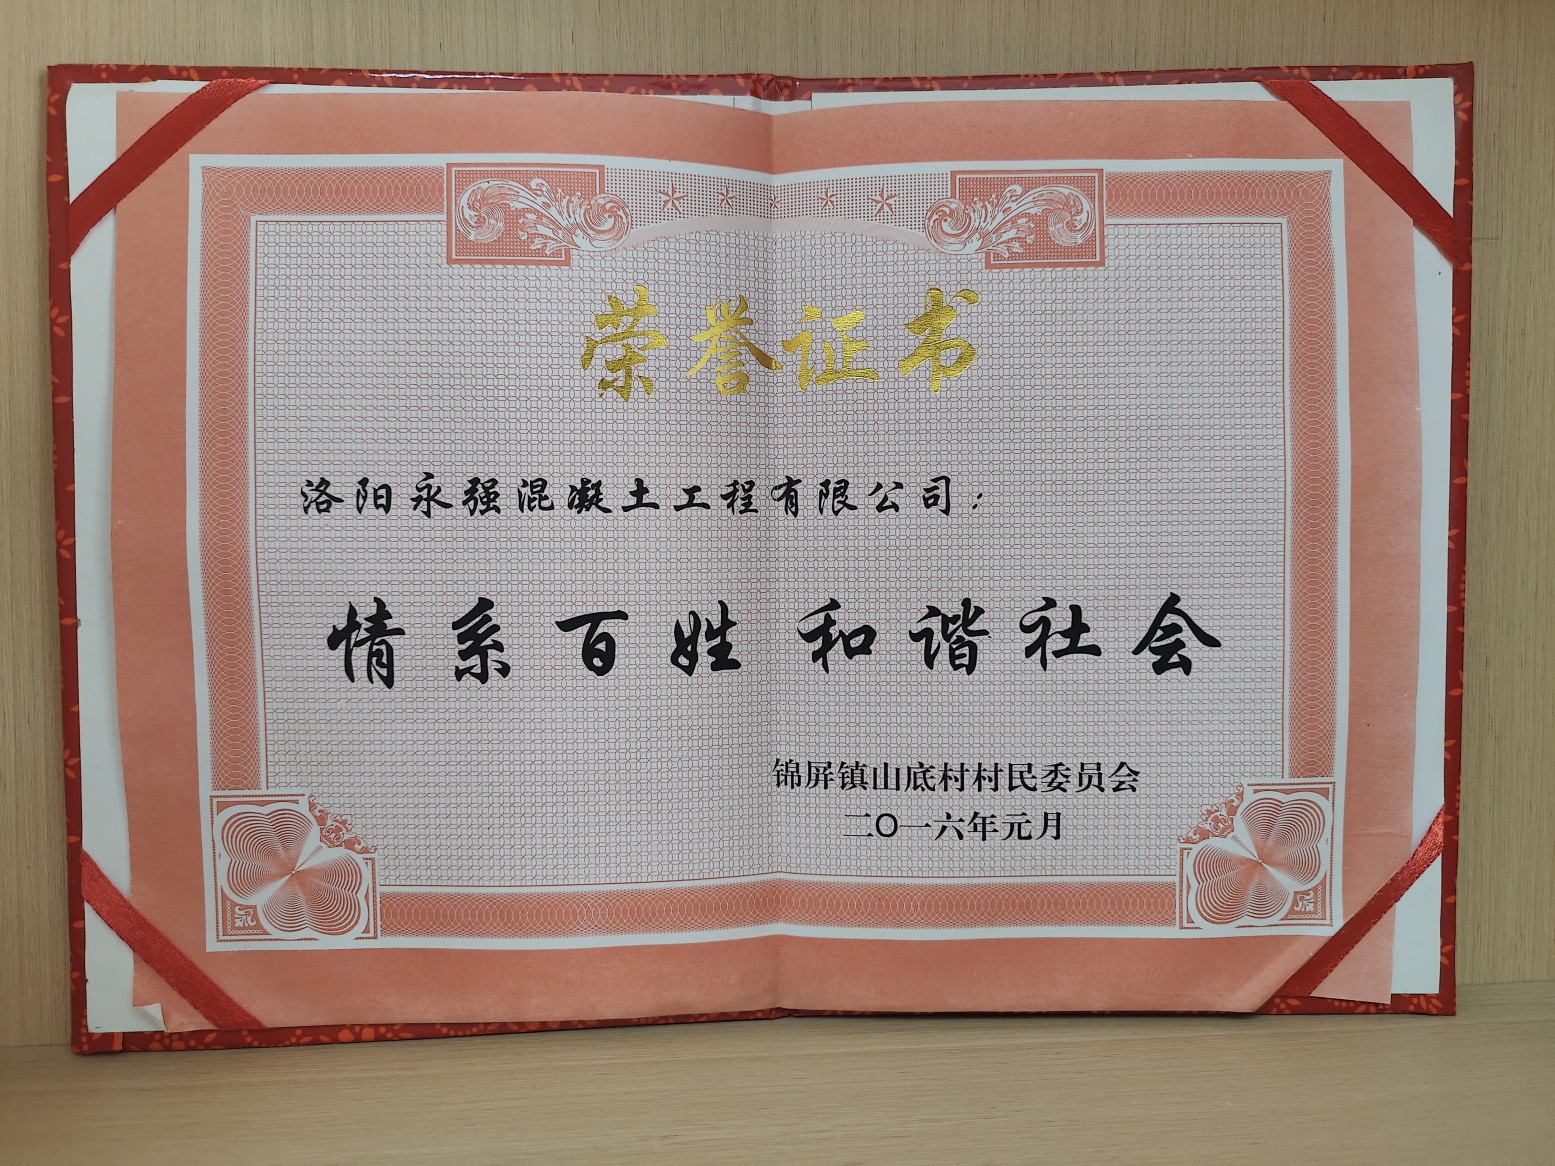 荣誉证书
洛阳永强混凝土工程有限公司：
情系百姓 和谐社会
锦屏镇山底村村民委员会
二〇一六年元月